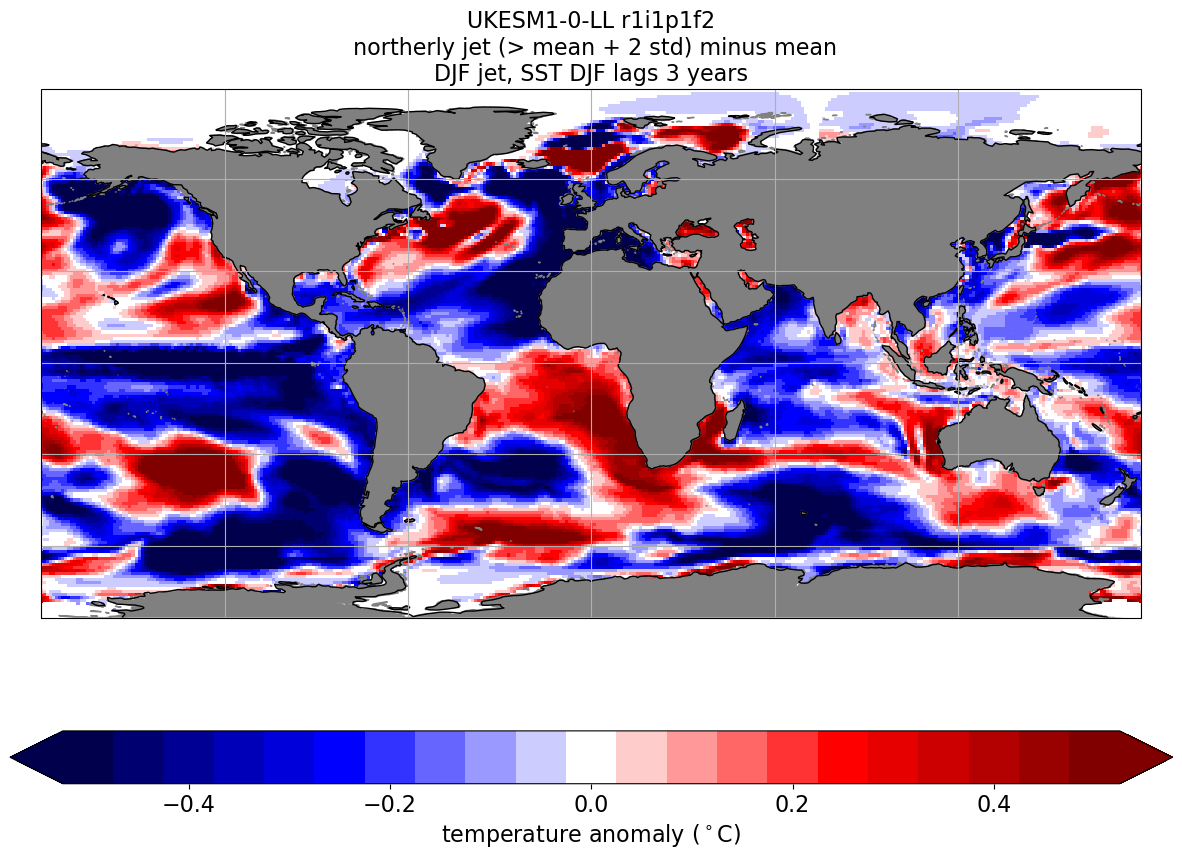 UKESM1-0-LL r1i1p1f2
northerly jet (> mean + 2 std) minus mean
DJF jet, SST DJF lags 3 years
−0.4 −0.2 0.0 0.2 0.4
temperature anomaly (°C)